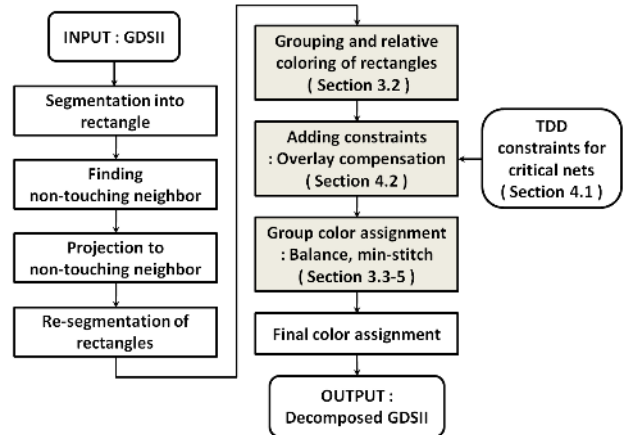 INPUT : GDSII
Segmentation into
rectangle
Finding
non-touching neighbor
Projection to
non-touching neighbor
Re-segmentation of
rectangles
Grouping and relative
coloring of rectangles
( Section 3.2 )
Adding constraints
: Overlay compensation
( Section 4.2 )
TDD
constraints for
critical nets
( Section 4.1 )
Group color assignment
: Balance, min-stitch
( Section 3.3-5 )
Final color assignment
OUTPUT :
Decomposed GDSII